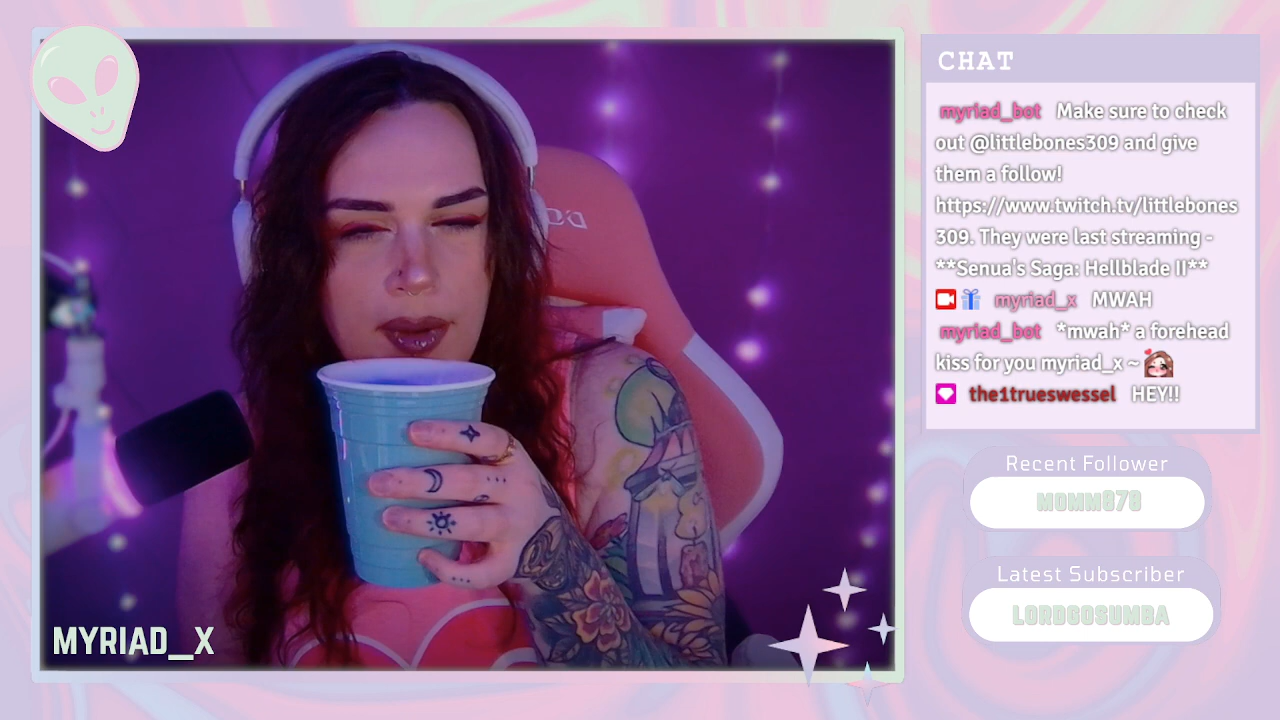 CHAT
myriad_bot Make sure to check
out @littlebones309 and give
them a follow!
https://www.twitch.tv/littlebones
309. They were last streaming -
**Senua's Saga: Hellblade II**
myriad_x MWAH
myriad_bot *mwah* a forehead
kiss for you myriad_x ~
the1trueswessel HEY!!
Recent Follower
momm070
Latest Subscriber
LORDGOSUMBA
MYRIAD_X